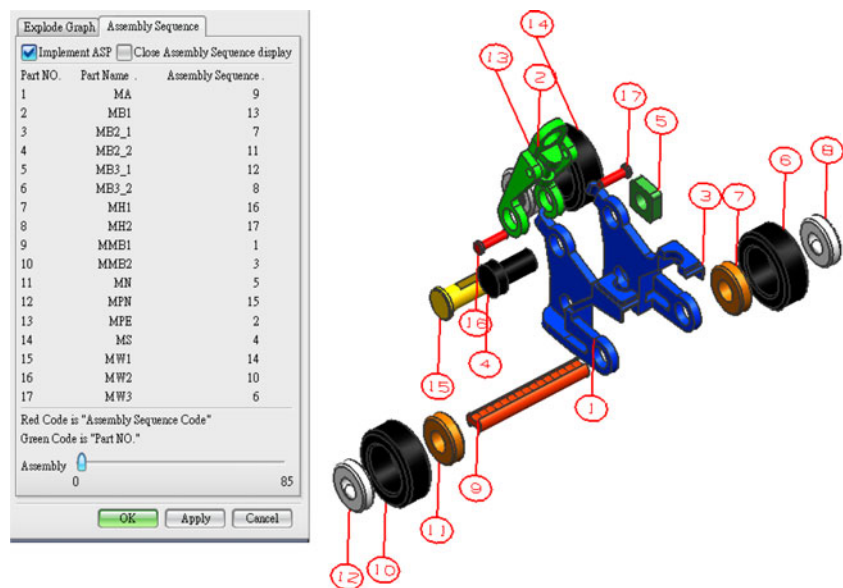 Explode Graph Assembly Sequence
Implement ASP Close Assembly Sequence display
Part NO. Part Name . Assembly Sequence .
1 MA 9
2 MB1 13
3 MB2_1 7
4 MB2_2 11
5 MB3_1 12
6 MB3_2 8
7 MH1 16
8 MH2 17
9 MMB1 1
10 MMB2 3
11 MN 5
12 MPN 15
13 MPE 2
14 MS 4
15 MW1 14
16 MW2 10
17 MW3 6
Red Code is "Assembly Sequence Code"
Green Code is "Part NO."
Assembly
0 85
OK Apply Cancel
14
13
2
17
5
3
7
6
8
15
16
4
1
9
11
10
12